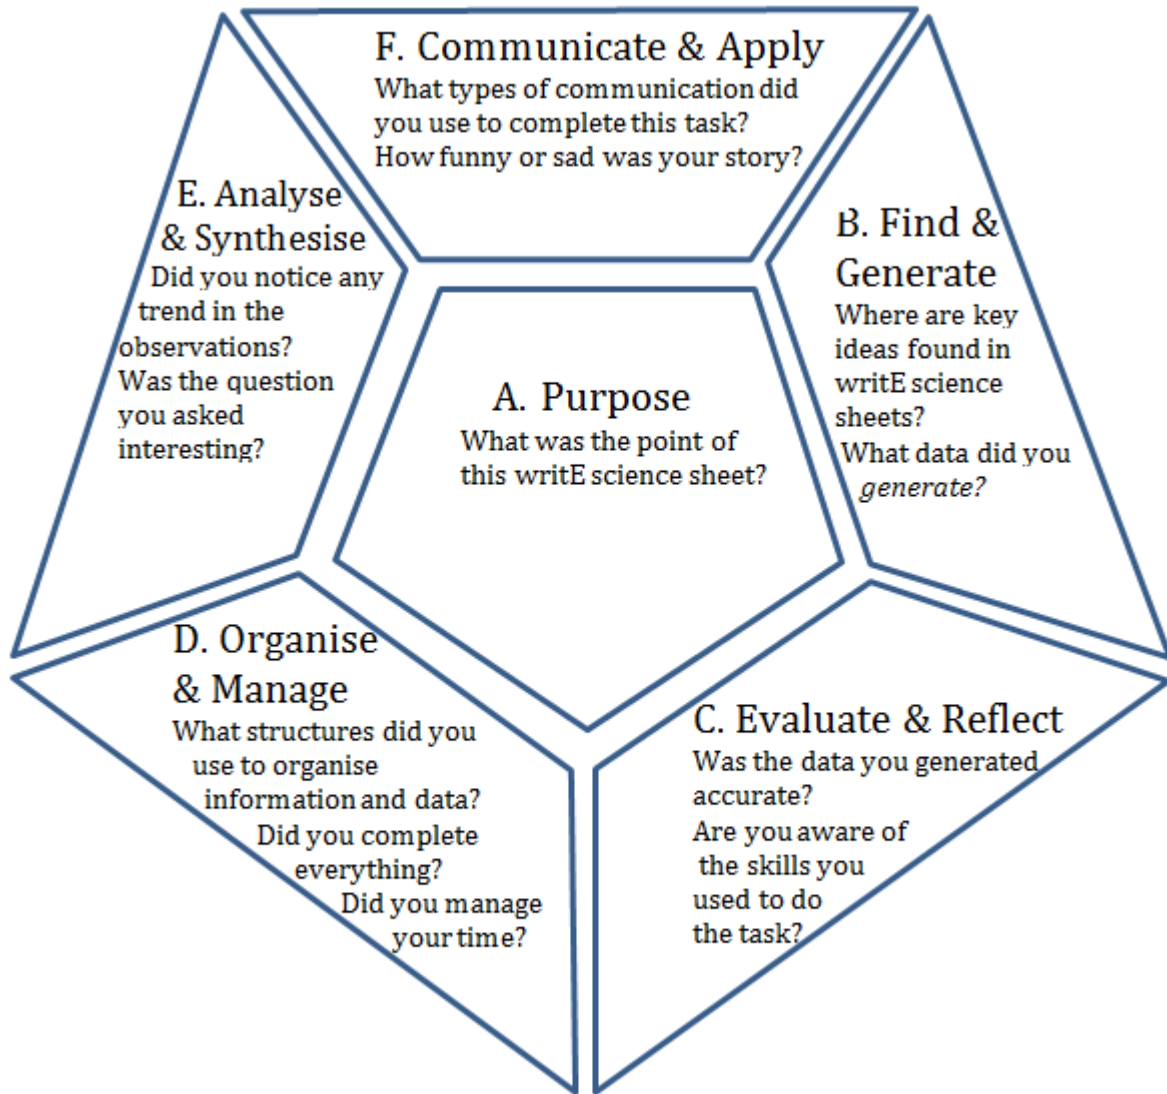 F. Communicate & Apply
What types of communication did
you use to complete this task?
How funny or sad was your story?
E. Analyse
& Synthesise
Did you notice any
trend in the
observations?
Was the question
you asked
interesting?
B. Find &
Generate
Where are key
ideas found in
writE science
sheets?
What data did you
generate?
A. Purpose
What was the point of
this writE science sheet?
D. Organise
& Manage
What structures did you
use to organise
information and data?
Did you complete
everything?
Did you manage
your time?
C. Evaluate & Reflect
Was the data you generated
accurate?
Are you aware of
the skills you
used to do
the task?